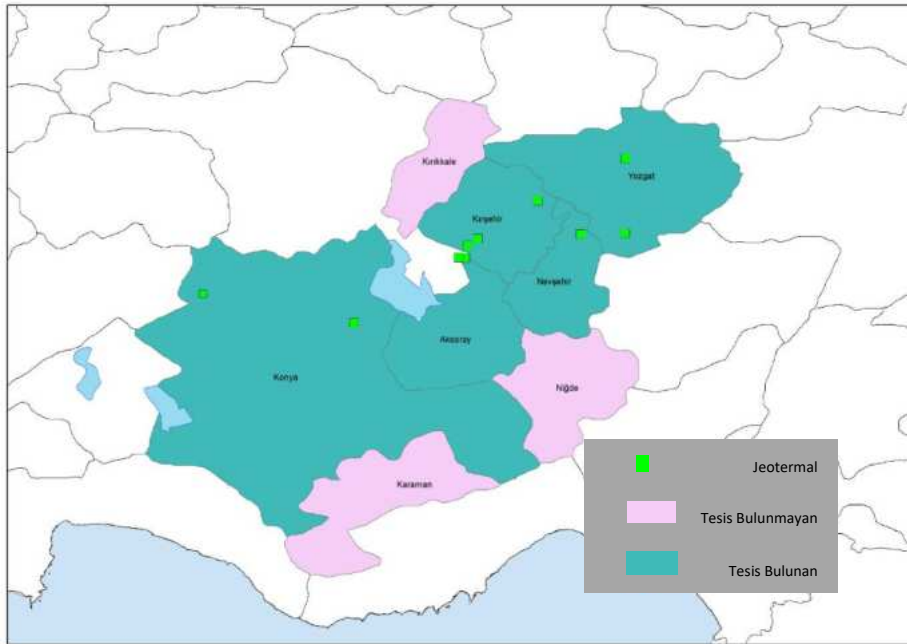 Kırıkkale
Yozgat
Kırşehir
Nevşehir
Aksaray
Konya
Niğde
Karaman
Jeotermal
Tesis Bulunmayan
Tesis Bulunan